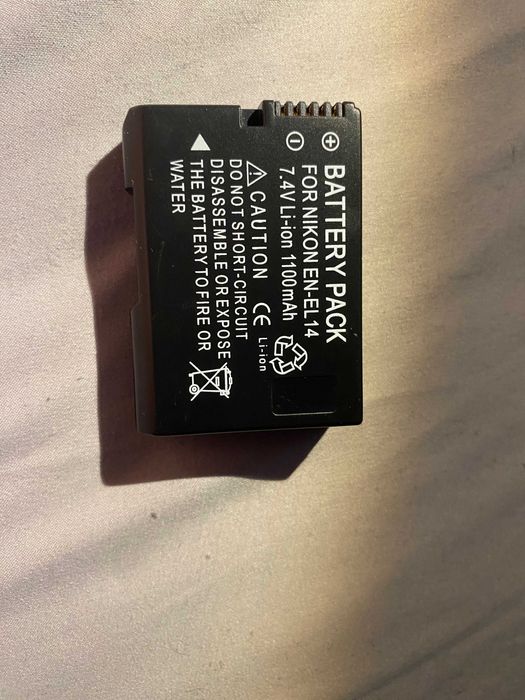 BATTERY PACK
FOR NIKON EN-EL14
7.4V Li-ion 1100mAh
CAUTION CE
Li-ion
DO NOT SHORT-CIRCUIT
DISASSEMBLE OR EXPOSE
THE BATTERY TO FIRE OR
WATER